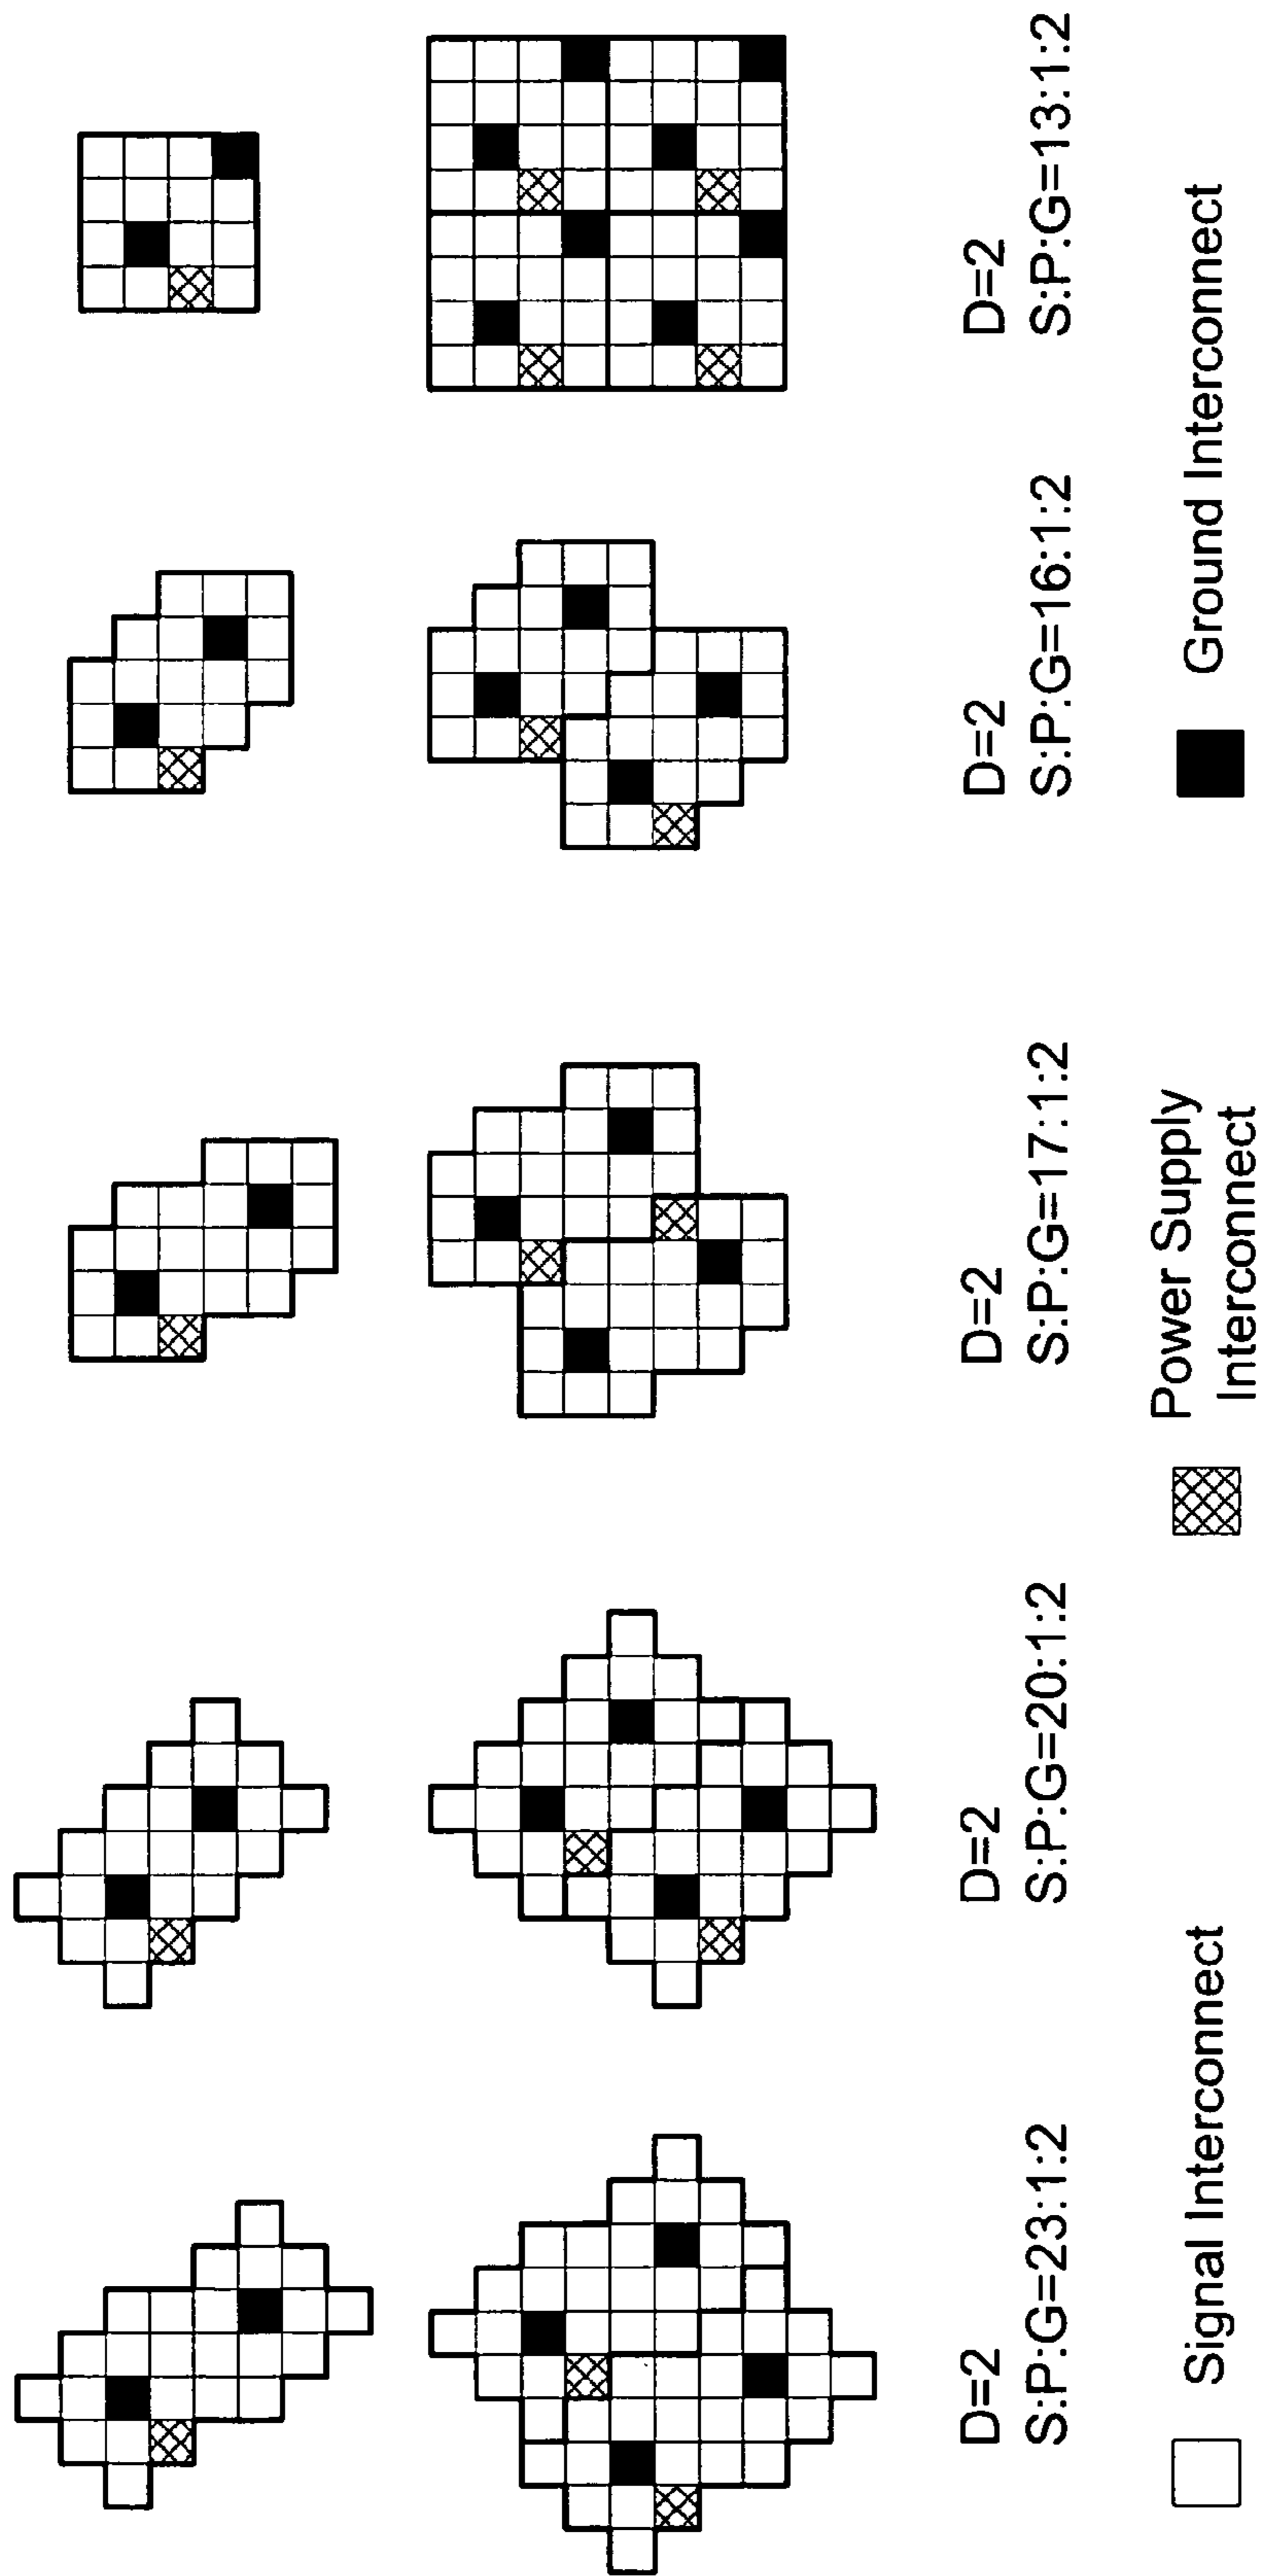 D=2
S:P:G=23:1:2
D=2
S:P:G=20:1:2
D=2
S:P:G=17:1:2
D=2
S:P:G=16:1:2
D=2
S:P:G=13:1:2
Signal Interconnect
Power Supply
Interconnect
Ground Interconnect